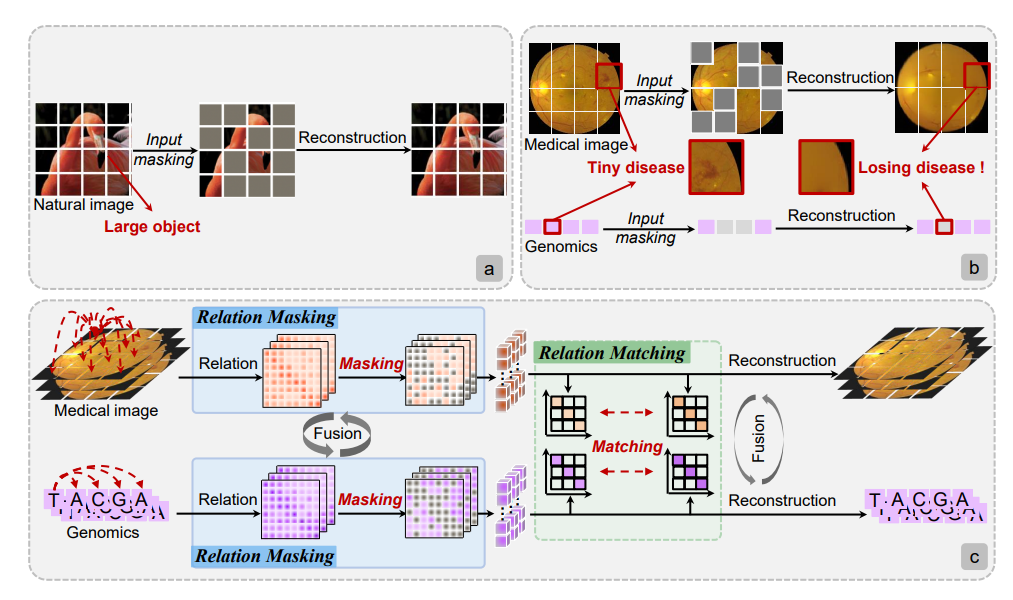 Natural image
Input
masking
Reconstruction
Large object
a
Medical image
Input
masking
Reconstruction
Tiny disease
Losing disease !
Genomics
Input
masking
Reconstruction
b
Relation Masking
Medical image
Relation
Masking
Fusion
Genomics
T A C G A
Relation
Masking
Relation Masking
Relation Matching
Matching
Reconstruction
Fusion
Reconstruction
T A C G A
c